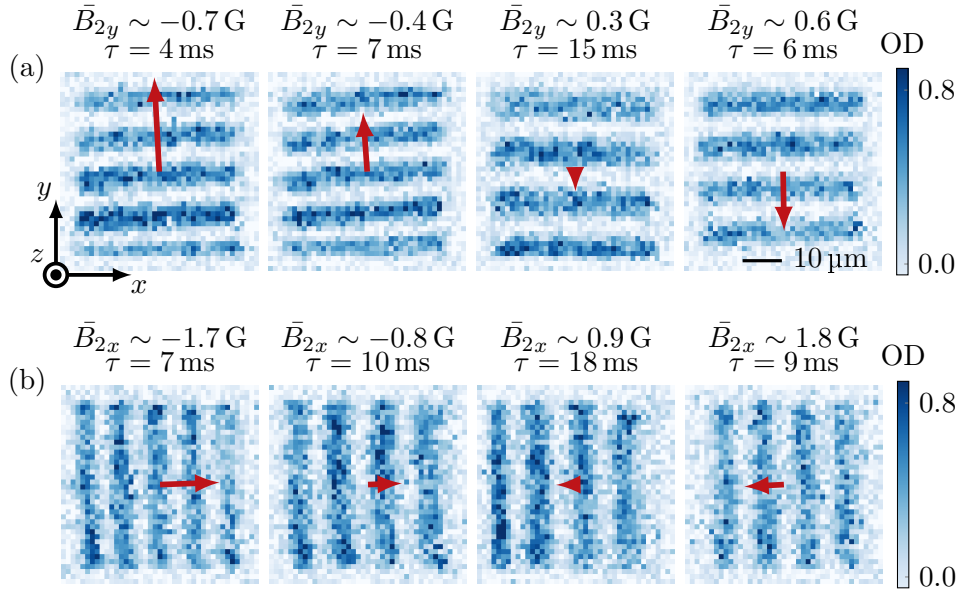 B̄₂y ∼ −0.7 G B̄₂y ∼ −0.4 G B̄₂y ∼ 0.3 G B̄₂y ∼ 0.6 G
τ = 4 ms τ = 7 ms τ = 15 ms τ = 6 ms OD
(a)
0.8
y
z
x
10 µm
0.0
B̄₂x ∼ −1.7 G B̄₂x ∼ −0.8 G B̄₂x ∼ 0.9 G B̄₂x ∼ 1.8 G
τ = 7 ms τ = 10 ms τ = 18 ms τ = 9 ms OD
(b)
0.8
0.0